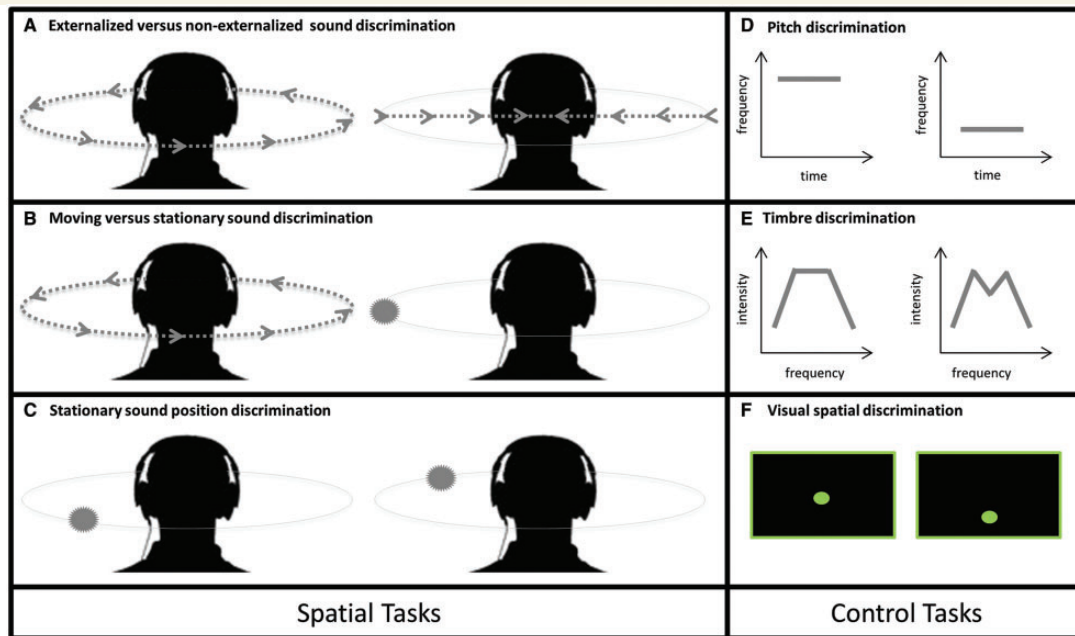 A Externalized versus non-externalized sound discrimination
B Moving versus stationary sound discrimination
C Stationary sound position discrimination
Spatial Tasks
D Pitch discrimination
frequency
time
frequency
time
E Timbre discrimination
intensity
frequency
intensity
frequency
F Visual spatial discrimination
Control Tasks